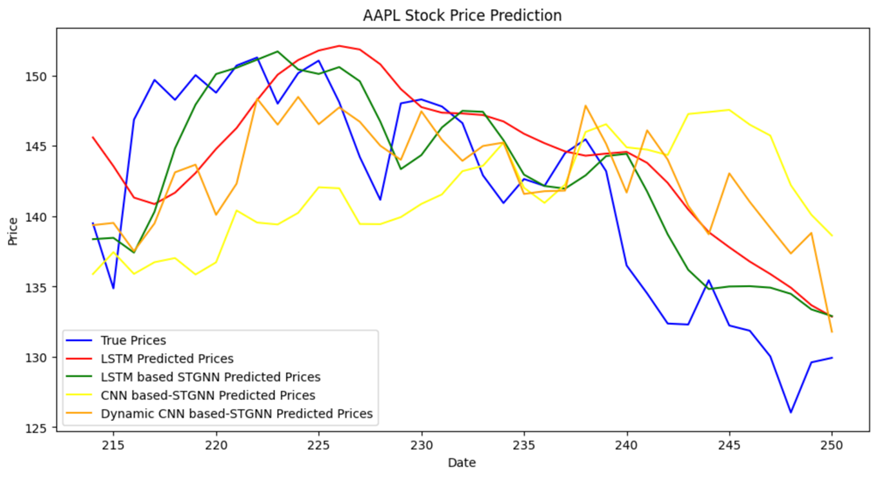 AAPL Stock Price Prediction
Price
150
145
140
135
130
125
True Prices
LSTM Predicted Prices
LSTM based STGNN Predicted Prices
CNN based-STGNN Predicted Prices
Dynamic CNN based-STGNN Predicted Prices
215 220 225 230 235 240 245 250
Date